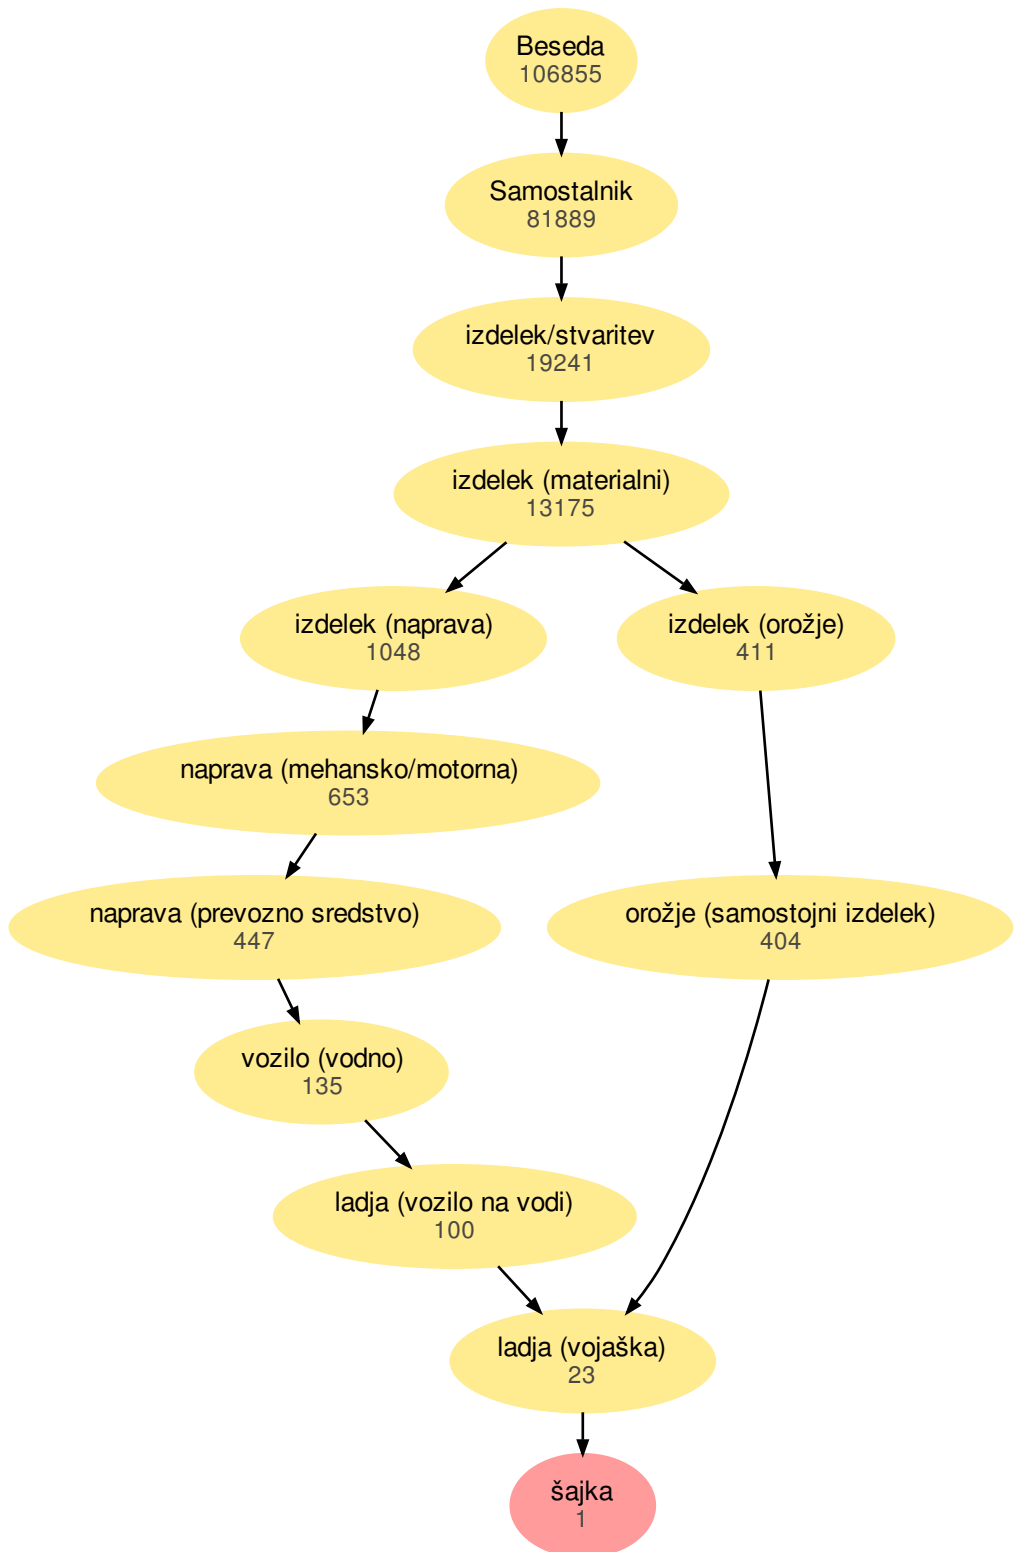 Beseda
106855
Samostalnik
81889
izdelek/stvaritev
19241
izdelek (materialni)
13175
izdelek (naprava)
1048
izdelek (orožje)
411
naprava (mehansko/motorna)
653
naprava (prevozno sredstvo)
447
orožje (samostojni izdelek)
404
vozilo (vodno)
135
ladja (vozilo na vodi)
100
ladja (vojaška)
23
šajka
1